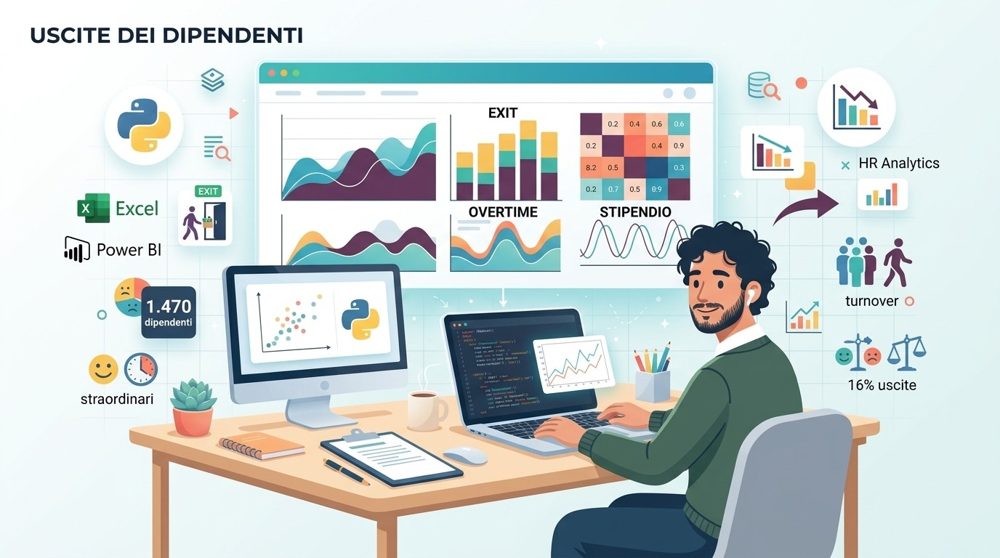 USCITE DEI DIPENDENTI
EXIT
0.2 0.4 0.6 0.6
0.2 0.4 0.9
8.2 0.5 0.3
0.2 0.7 0.5 8.9
OVERTIME
STIPENDIO
EXIT
Excel
Power BI
1.470
dipendenti
straordinari
HR Analytics
turnover
16% uscite